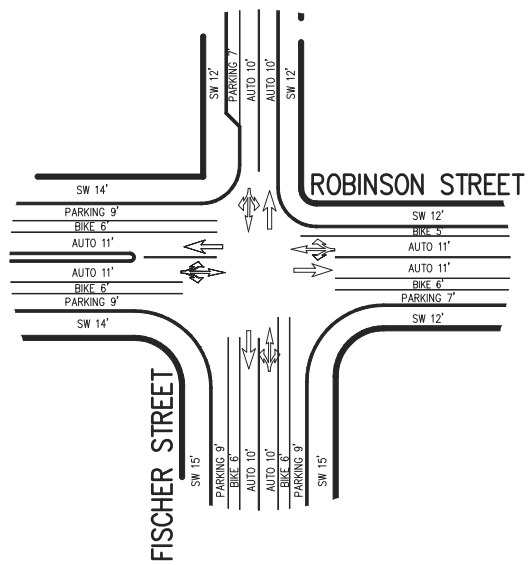 SW 12'
PARKING 7'
AUTO 10'
AUTO 10'
SW 12'
ROBINSON STREET
SW 14'
PARKING 9'
BIKE 6'
AUTO 11'
AUTO 11'
BIKE 6'
PARKING 9'
SW 14'
SW 12'
BIKE 5'
AUTO 11'
AUTO 11'
BIKE 6'
PARKING 7'
SW 12'
FISCHER STREET
SW 15'
PARKING 9'
BIKE 6'
AUTO 10'
AUTO 10'
BIKE 6'
PARKING 9'
SW 15'